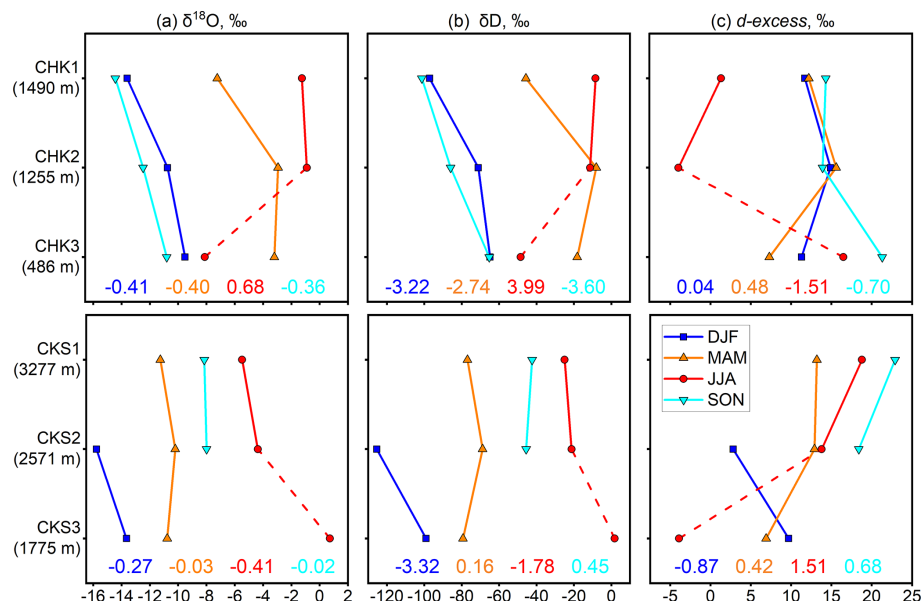 (a) δ¹⁸O, ‰ (b) δD, ‰ (c) d-excess, ‰
CHK1
(1490 m)
CHK2
(1255 m)
CHK3
(486 m)
-0.41 -0.40 0.68 -0.36
-3.22 -2.74 3.99 -3.60
0.04 0.48 -1.51 -0.70
CKS1
(3277 m)
CKS2
(2571 m)
CKS3
(1775 m)
DJF
MAM
JJA
SON
-0.27 -0.03 -0.41 -0.02
-3.32 0.16 -1.78 0.45
-0.87 0.42 1.51 0.68
-16 -14 -12 -10 -8 -6 -4 -2 0 2
-120 -100 -80 -60 -40 -20 0 20
-5 0 5 10 15 20 25